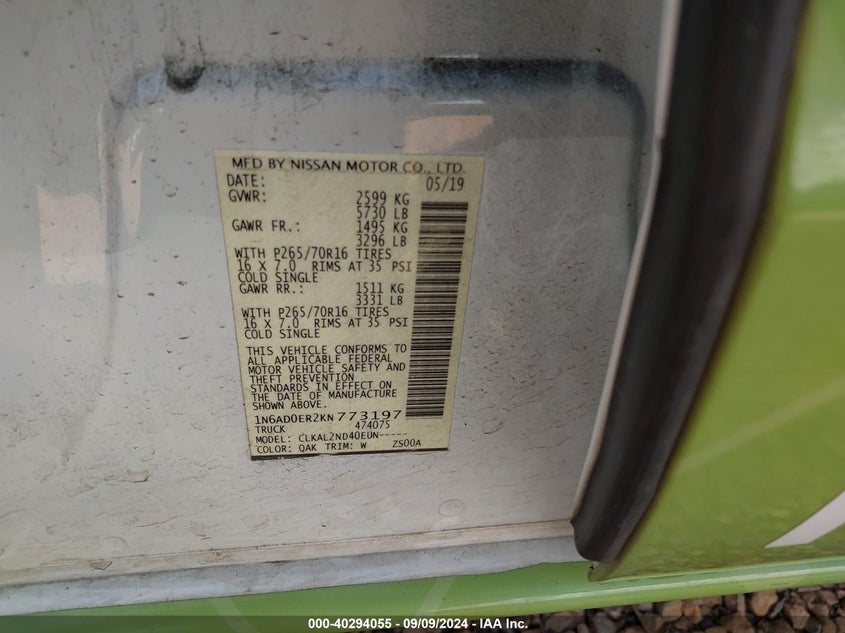 MFD BY NISSAN MOTOR CO., LTD.
DATE: 05/19
GVWR: 2599 KG
5730 LB
GAWR FR.: 1495 KG
3296 LB
WITH P265/70R16 TIRES
16 X 7.0 RIMS AT 35 PSI
COLD SINGLE
GAWR RR.: 1511 KG
3331 LB
WITH P265/70R16 TIRES
16 X 7.0 RIMS AT 35 PSI
COLD SINGLE
THIS VEHICLE CONFORMS TO
ALL APPLICABLE FEDERAL
MOTOR VEHICLE SAFETY AND
THEFT PREVENTION
STANDARDS IN EFFECT ON
THE DATE OF MANUFACTURE
SHOWN ABOVE.
1N6AD0ER2KN773197
TRUCK 474075
MODEL: CLKAL2ND40EUN-----
COLOR: QAK TRIM: W ZS00A
000-40294055 - 09/09/2024 - IAA Inc.